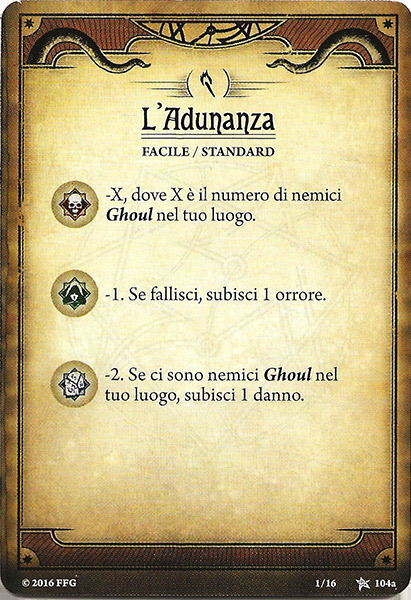 L'Adunanza
FACILE / STANDARD
-X, dove X è il numero di nemici
Ghoul nel tuo luogo.
-1. Se fallisci, subisci 1 orrore.
-2. Se ci sono nemici Ghoul nel
tuo luogo, subisci 1 danno.
© 2016 FFG
1/16
104a